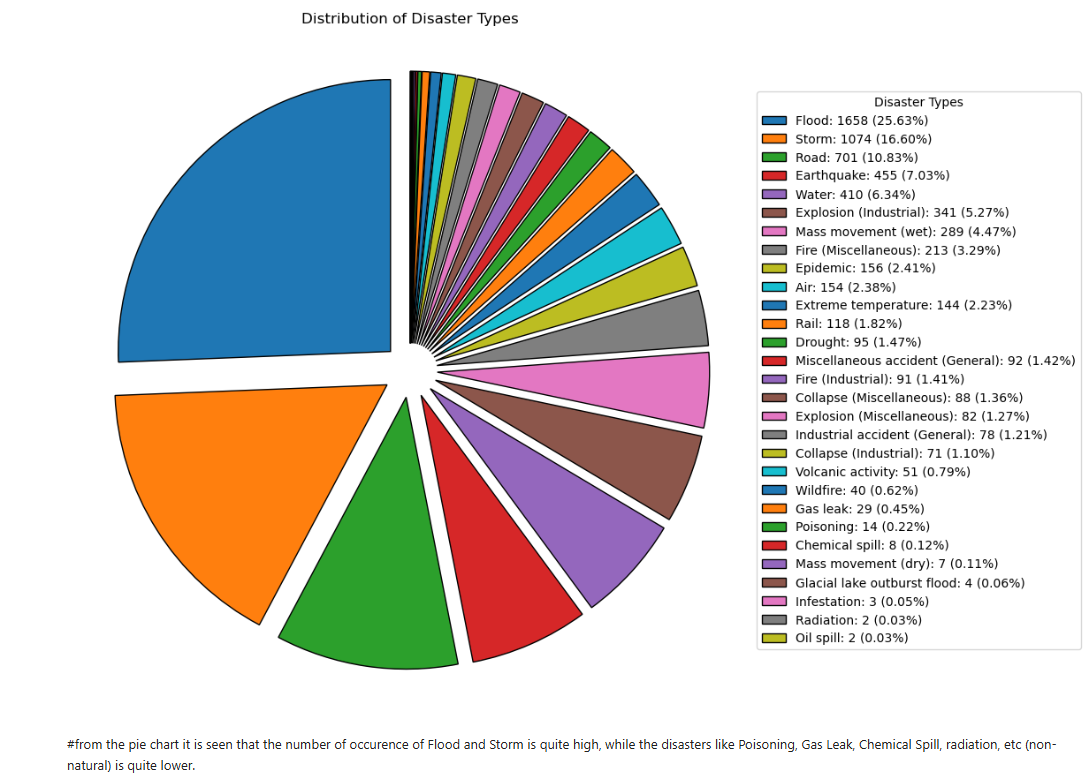 Distribution of Disaster Types
Disaster Types
Flood: 1658 (25.63%)
Storm: 1074 (16.60%)
Road: 701 (10.83%)
Earthquake: 455 (7.03%)
Water: 410 (6.34%)
Explosion (Industrial): 341 (5.27%)
Mass movement (wet): 289 (4.47%)
Fire (Miscellaneous): 213 (3.29%)
Epidemic: 156 (2.41%)
Air: 154 (2.38%)
Extreme temperature: 144 (2.23%)
Rail: 118 (1.82%)
Drought: 95 (1.47%)
Miscellaneous accident (General): 92 (1.42%)
Fire (Industrial): 91 (1.41%)
Collapse (Miscellaneous): 88 (1.36%)
Explosion (Miscellaneous): 82 (1.27%)
Industrial accident (General): 78 (1.21%)
Collapse (Industrial): 71 (1.10%)
Volcanic activity: 51 (0.79%)
Wildfire: 40 (0.62%)
Gas leak: 29 (0.45%)
Poisoning: 14 (0.22%)
Chemical spill: 8 (0.12%)
Mass movement (dry): 7 (0.11%)
Glacial lake outburst flood: 4 (0.06%)
Infestation: 3 (0.05%)
Radiation: 2 (0.03%)
Oil spill: 2 (0.03%)
#from the pie chart it is seen that the number of occurence of Flood and Storm is quite high, while the disasters like Poisoning, Gas Leak, Chemical Spill, radiation, etc (non-
natural) is quite lower.